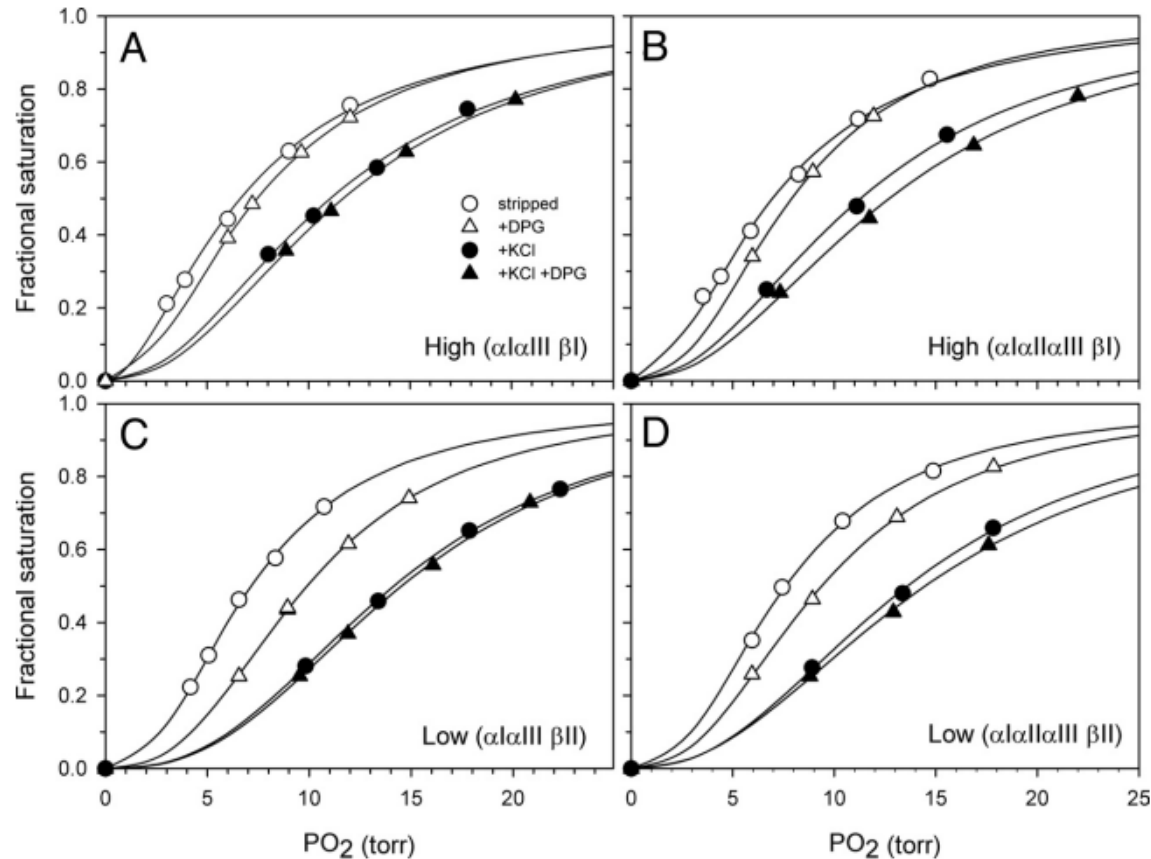 A
B
1.0
0.8
0.6
0.4
0.2
0.0
Fractional saturation
stripped
+DPG
+KCl
+KCl +DPG
High (αIαIII βI)
High (αIαIIαIII βI)
C
D
1.0
0.8
0.6
0.4
0.2
0.0
Fractional saturation
Low (αIαIII βII)
Low (αIαIIαIII βII)
0 5 10 15 20
0 5 10 15 20 25
PO2 (torr)
PO2 (torr)